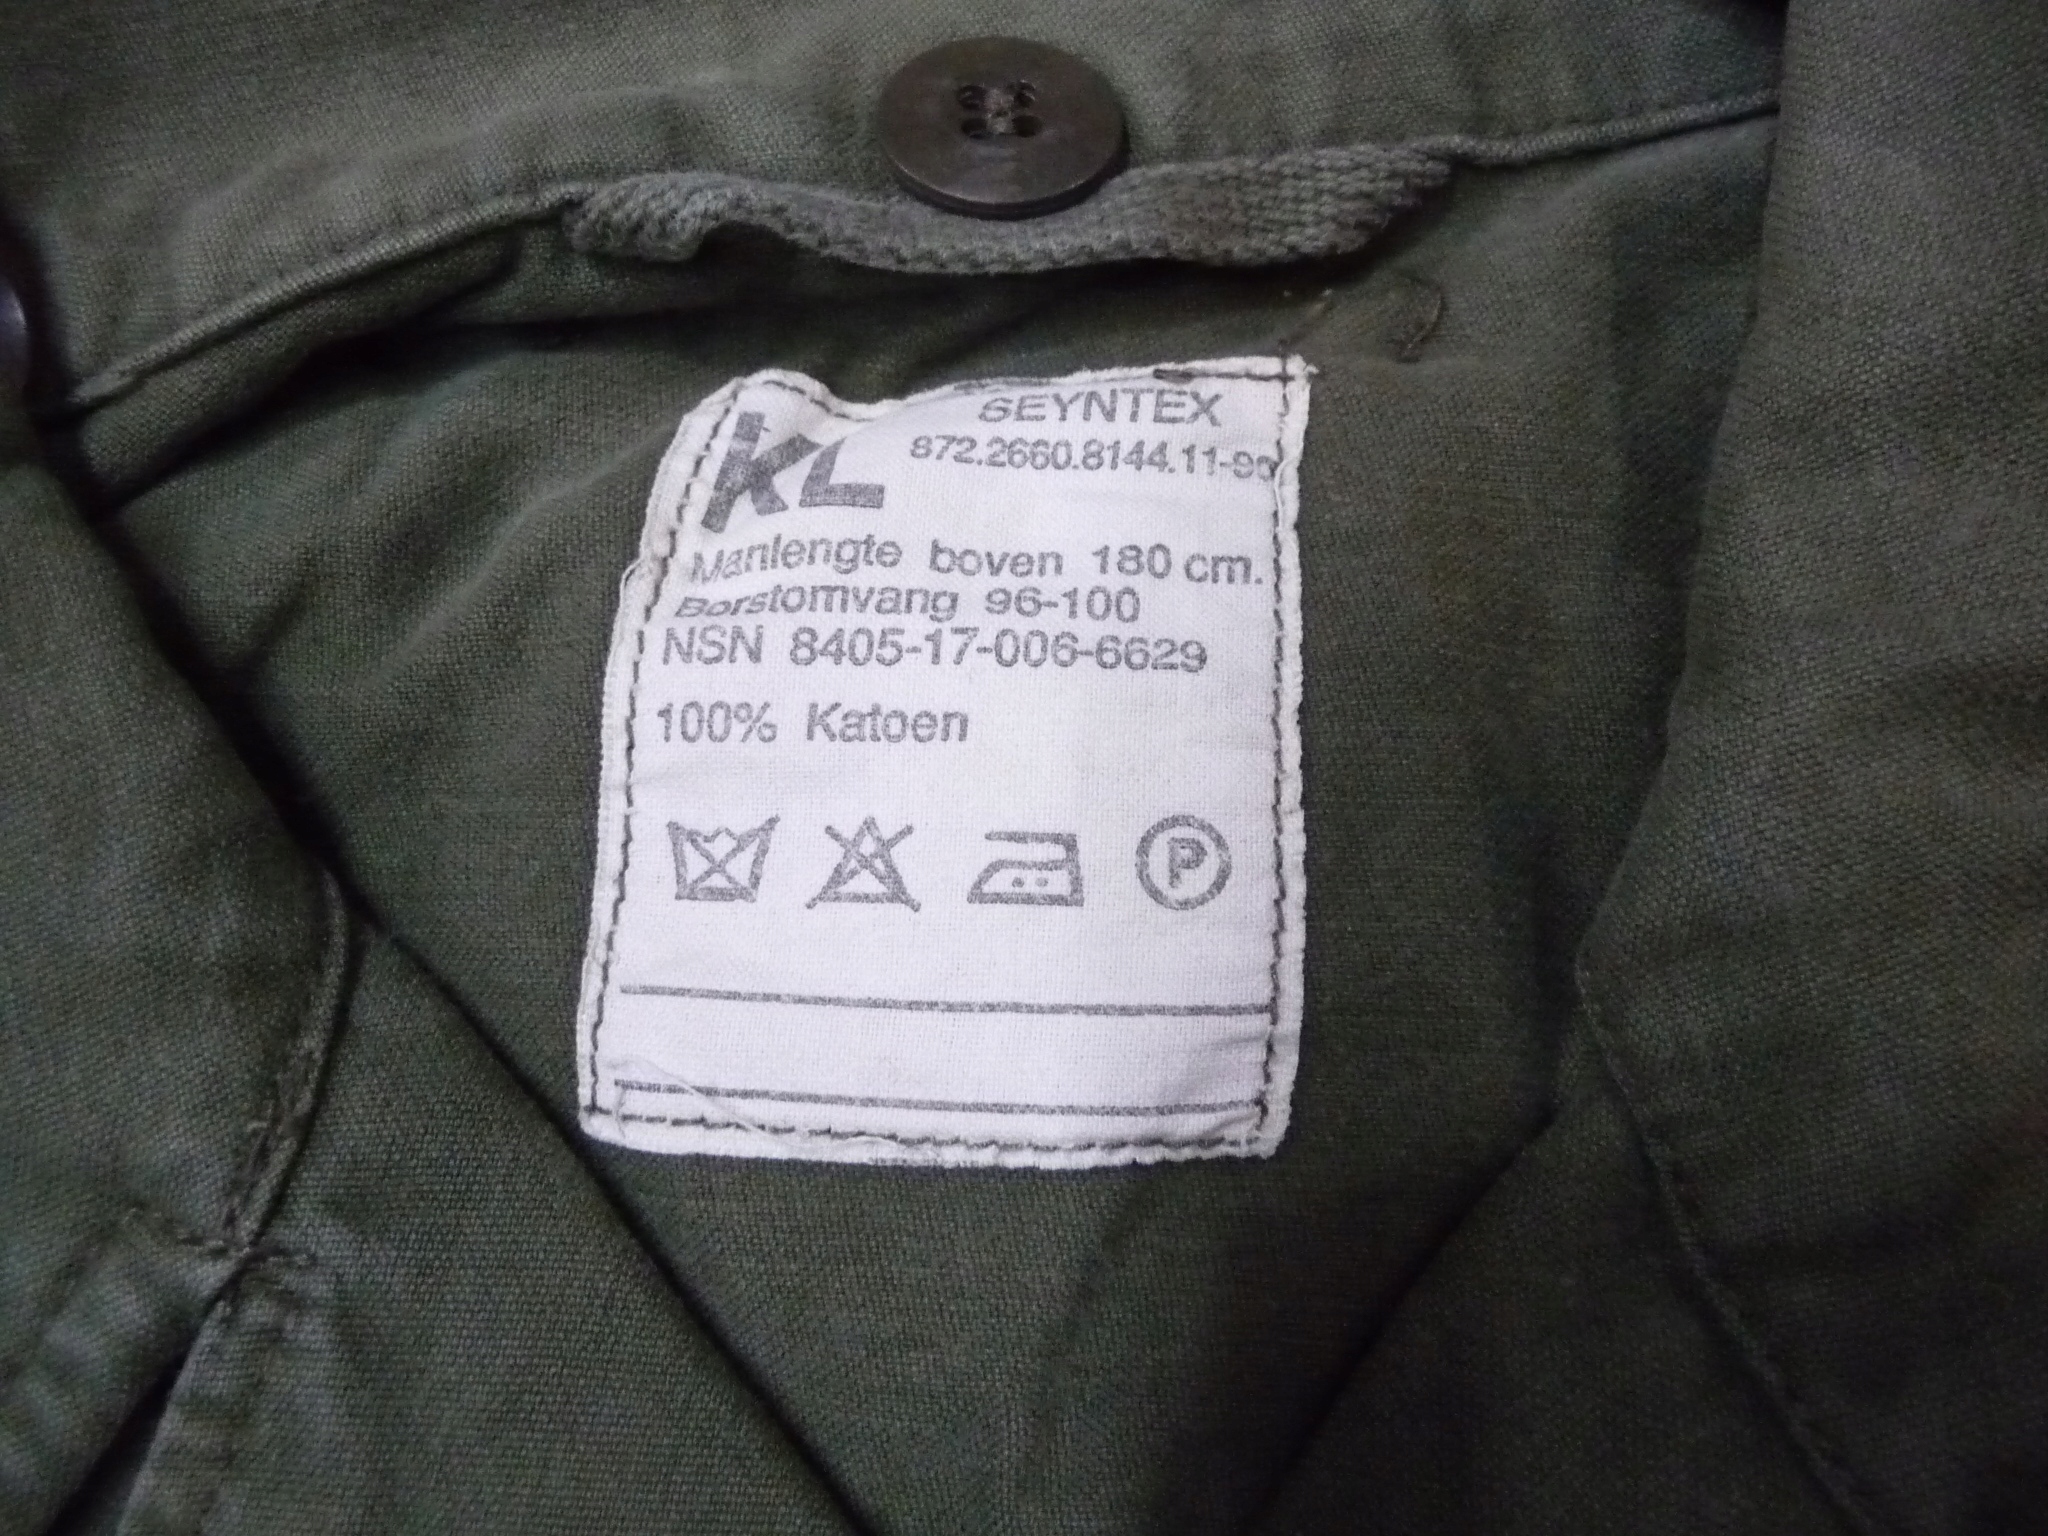 SEYNTEX
KL 872.2660.8144.11-90
Manlengte boven 180 cm.
Borstomvang 96-100
NSN 8405-17-006-6629
100% Katoen
P